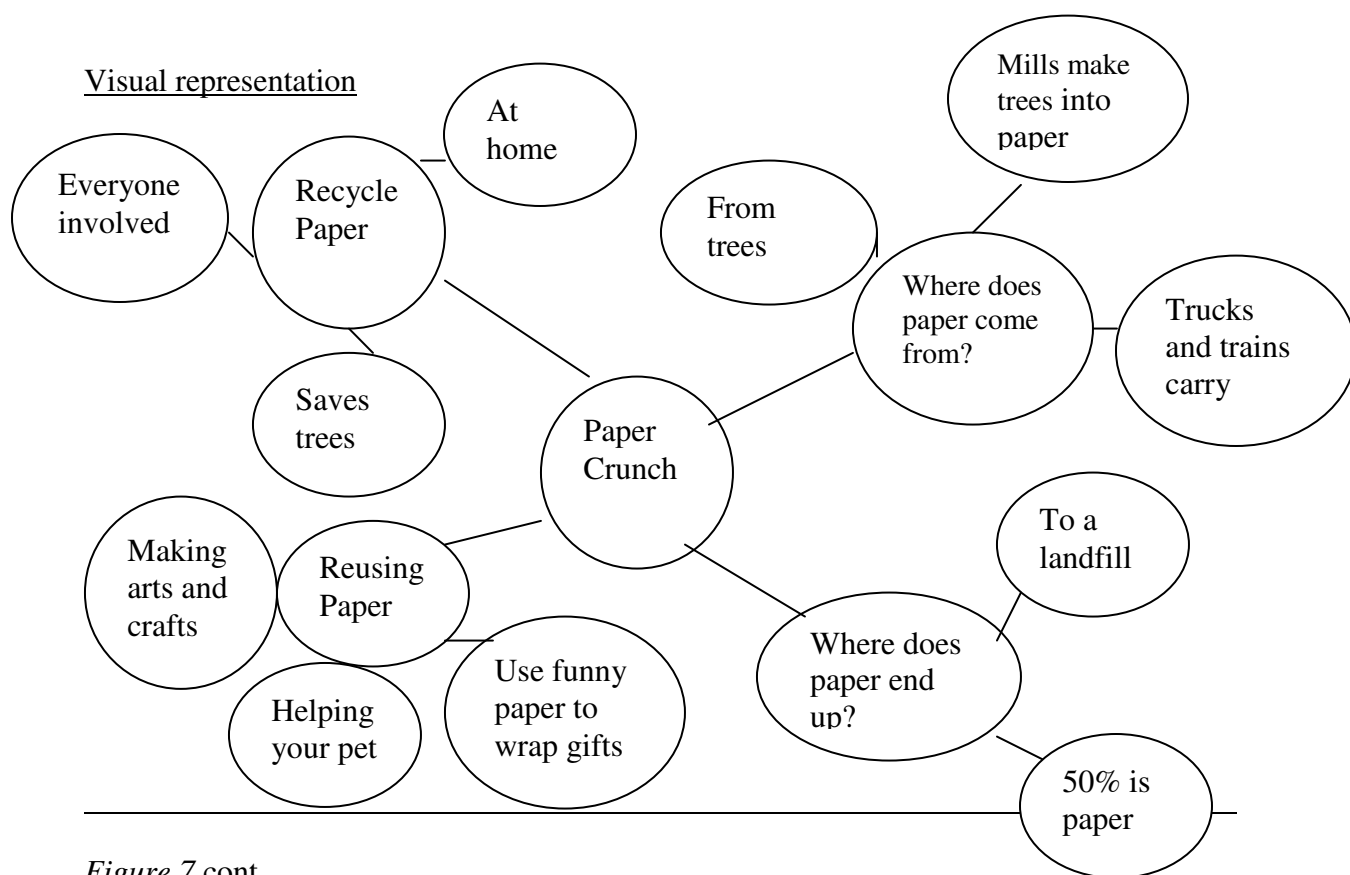 Visual representation
At
home
Everyone
involved
Recycle
Paper
Saves
trees
Mills make
trees into
paper
From
trees
Where does
paper come
from?
Trucks
and trains
carry
Paper
Crunch
Making
arts and
crafts
Reusing
Paper
Helping
your pet
Use funny
paper to
wrap gifts
To a
landfill
Where does
paper end
up?
50% is
paper
Figure 7 cont